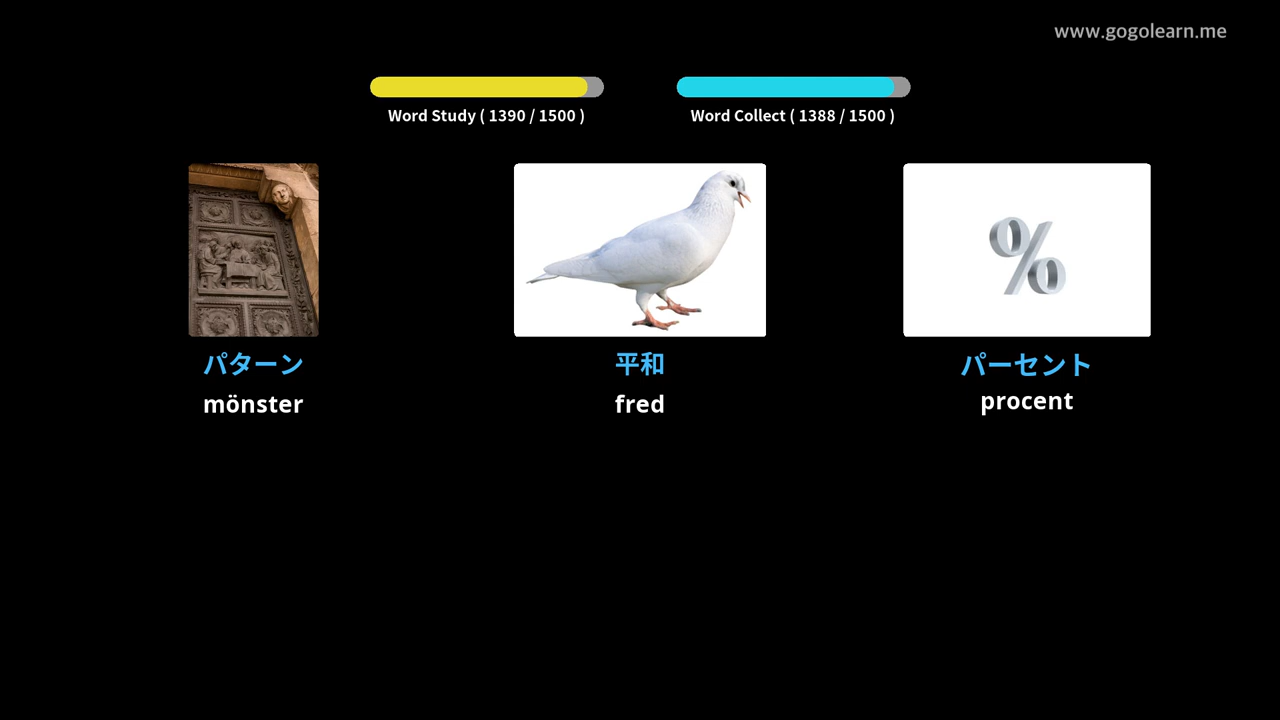 www.gogolearn.me
Word Study ( 1390 / 1500 )
Word Collect ( 1388 / 1500 )
パターン
mönster
平和
fred
パーセント
procent